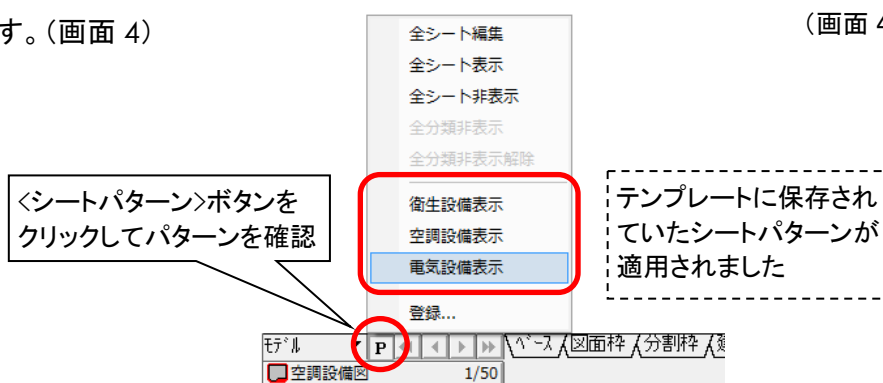 す。（画面 4）
（画面 4
全シート編集
全シート表示
全シート非表示
全分類非表示
全分類非表示解除
衛生設備表示
空調設備表示
電気設備表示
登録...
<シートパターン>ボタンを
クリックしてパターンを確認
テンプレートに保存され
ていたシートパターンが
適用されました
ﾓﾃﾞﾙ P ﾍﾞｰｽ 図面枠 分割枠
空調設備図 1/50